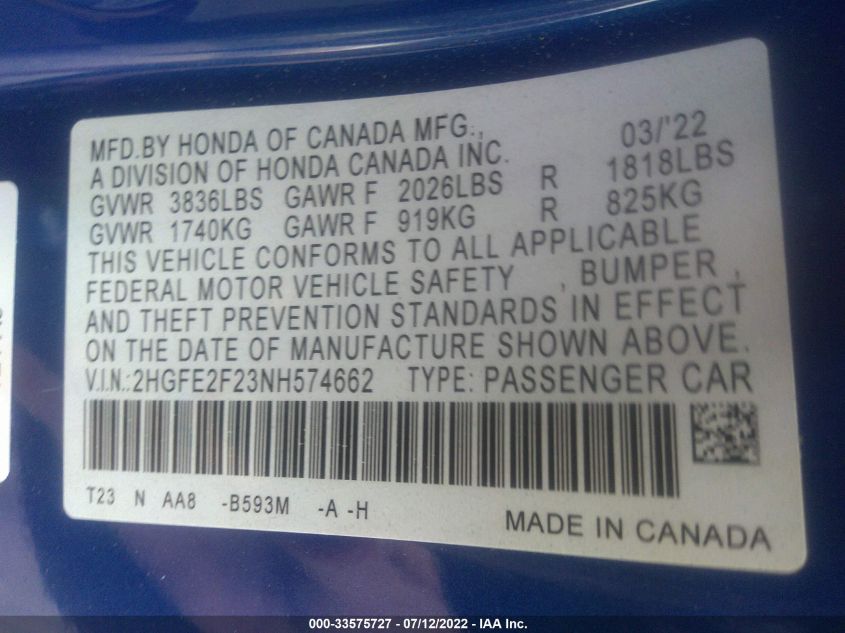 MFD.BY HONDA OF CANADA MFG., 03/'22
A DIVISION OF HONDA CANADA INC.
GVWR 3836LBS GAWR F 2026LBS R 1818LBS
GVWR 1740KG GAWR F 919KG R 825KG
THIS VEHICLE CONFORMS TO ALL APPLICABLE
FEDERAL MOTOR VEHICLE SAFETY , BUMPER ,
AND THEFT PREVENTION STANDARDS IN EFFECT
ON THE DATE OF MANUFACTURE SHOWN ABOVE.
V.I.N.:2HGFE2F23NH574662 TYPE: PASSENGER CAR
T23 N AA8 -B593M -A -H
MADE IN CANADA
000-33575727 - 07/12/2022 - IAA Inc.